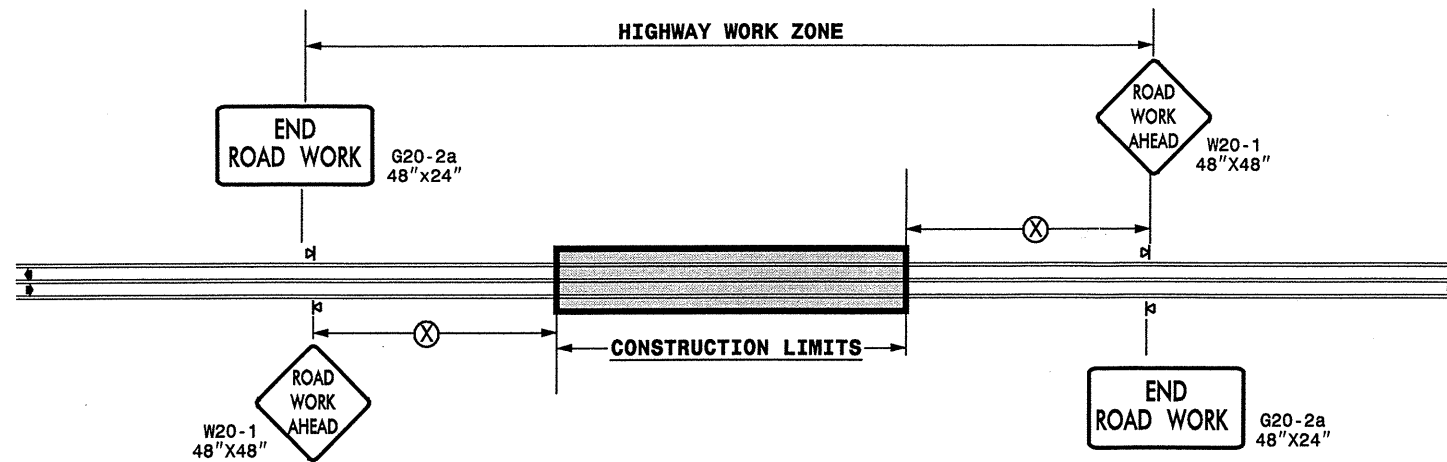 HIGHWAY WORK ZONE
END
ROAD WORK
G20-2a
48"x24"
ROAD
WORK
AHEAD
W20-1
48"X48"
X
X
CONSTRUCTION LIMITS
ROAD
WORK
AHEAD
W20-1
48"X48"
END
ROAD WORK
G20-2a
48"X24"